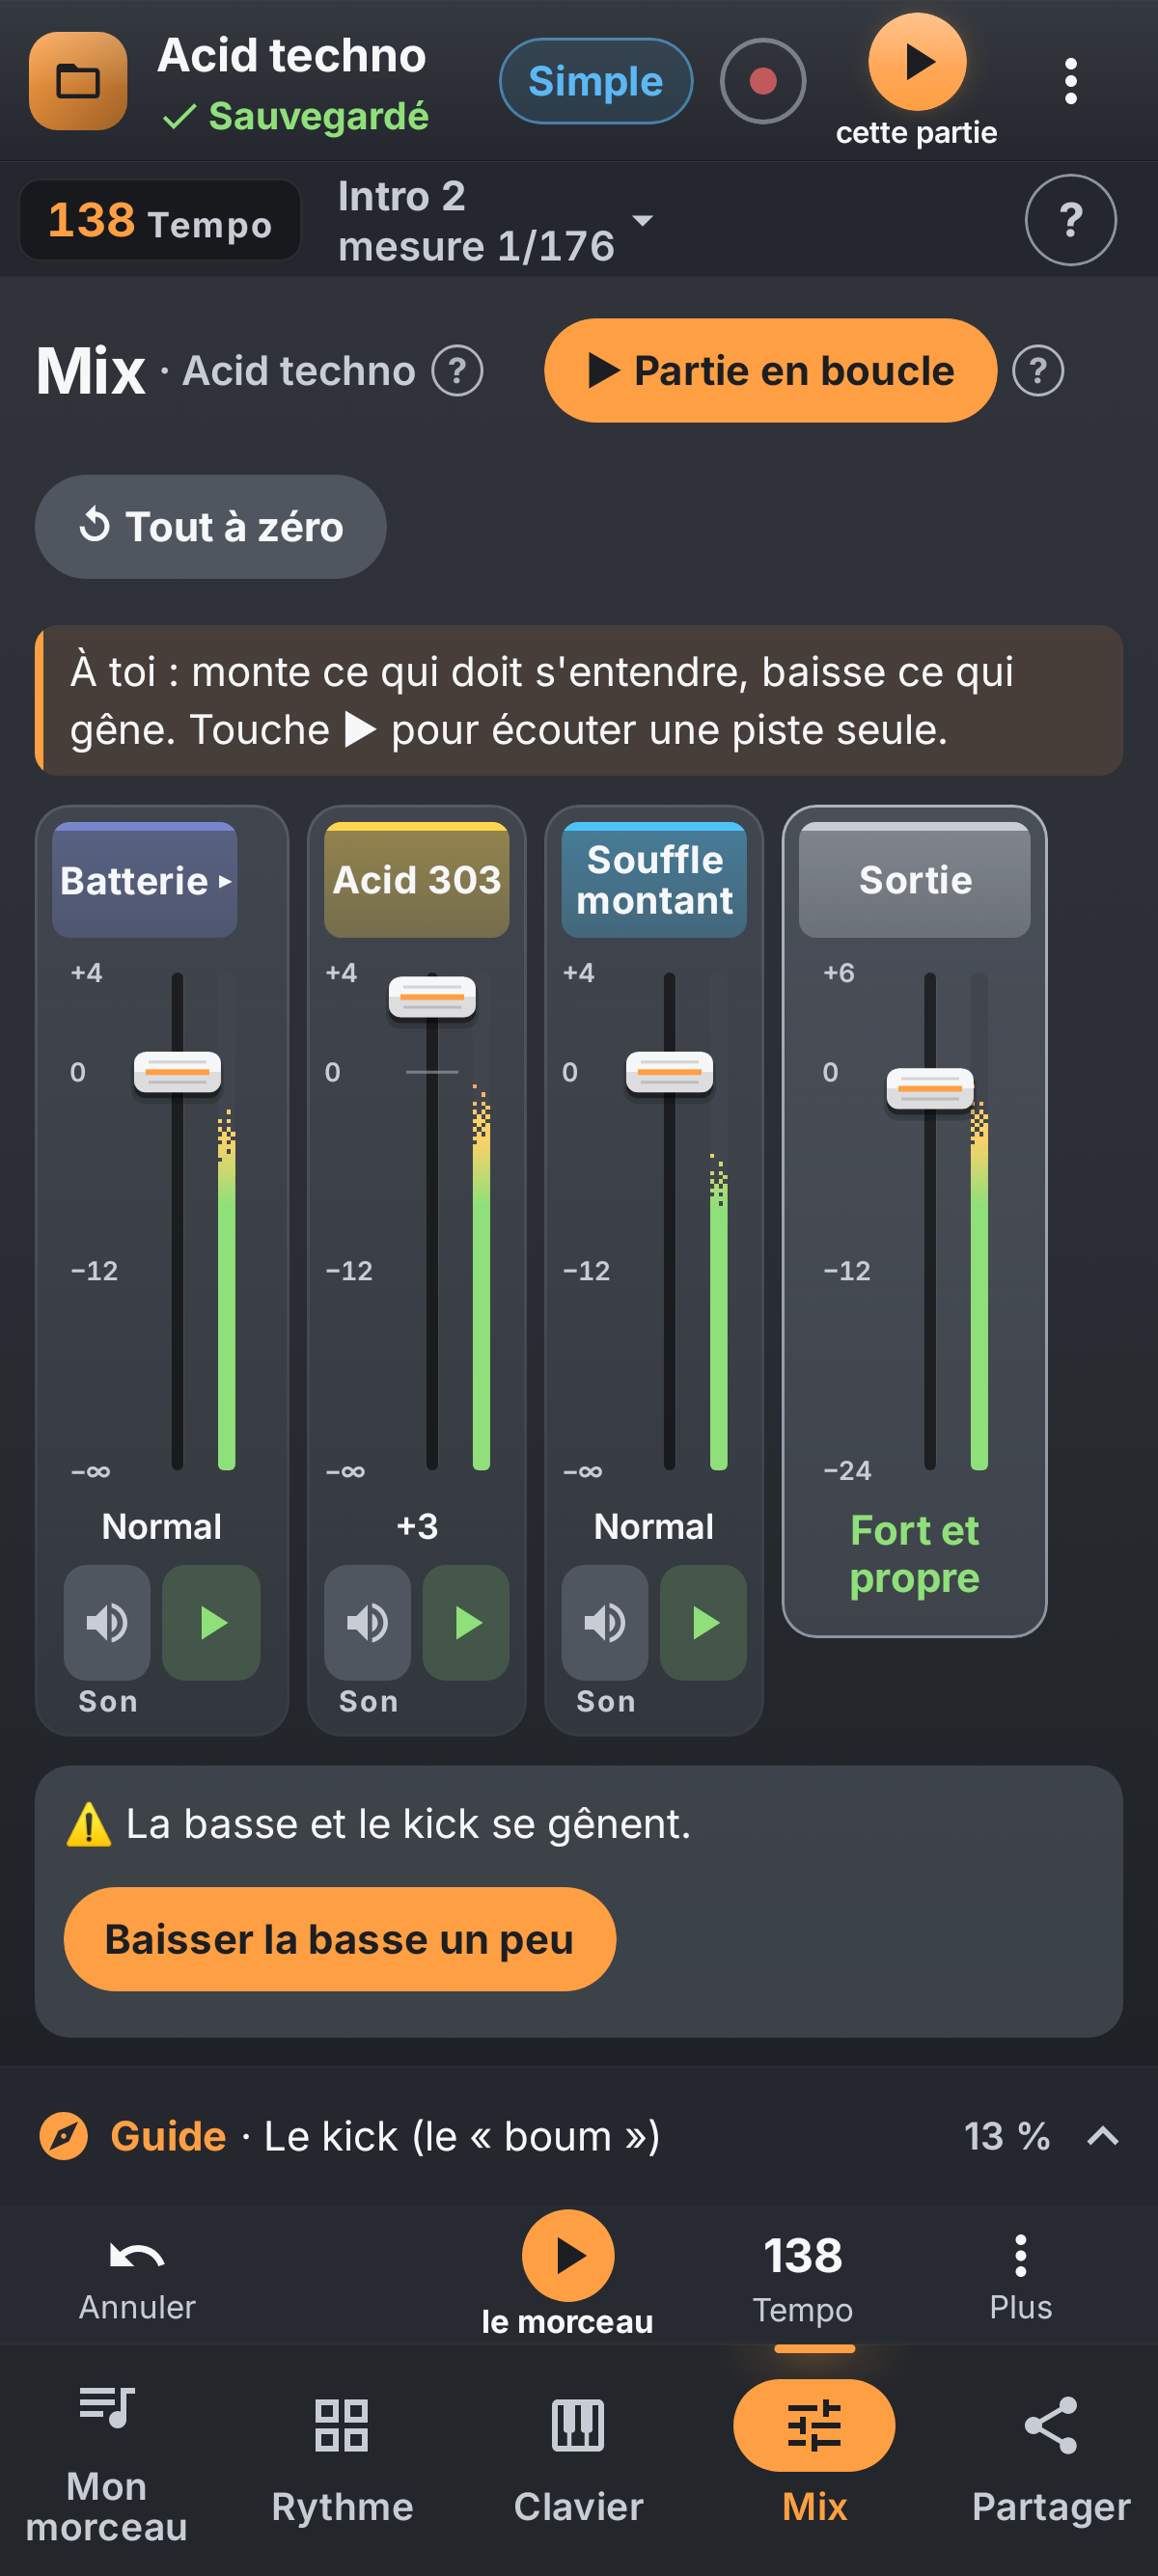 Acid techno
Sauvegardé
Simple
cette partie
138 Tempo
Intro 2
mesure 1/176
?
Mix · Acid techno ?
Partie en boucle ?
Tout à zéro
À toi : monte ce qui doit s'entendre, baisse ce qui
gêne. Touche ▶ pour écouter une piste seule.
Batterie ▸
+4
0
−12
−∞
Normal
Son
Acid 303
+4
0
−12
−∞
+3
Son
Souffle
montant
+4
0
−12
−∞
Normal
Son
Sortie
+6
0
−12
−24
Fort et
propre
⚠️ La basse et le kick se gênent.
Baisser la basse un peu
Guide · Le kick (le « boum »)
13 %
Annuler
le morceau
138
Tempo
Plus
Mon
morceau
Rythme
Clavier
Mix
Partager